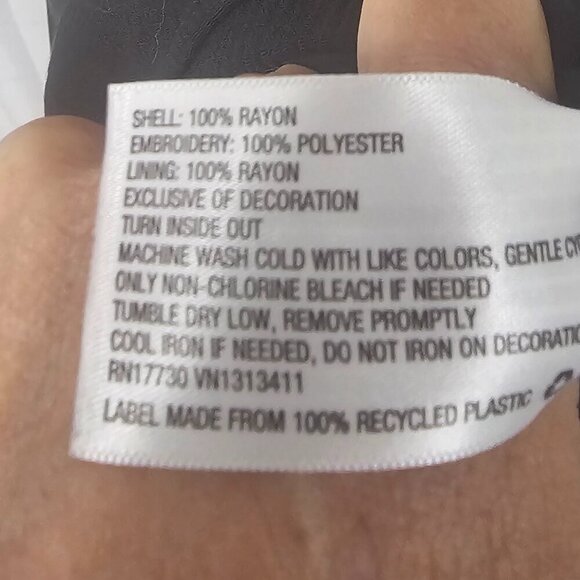 SHELL: 100% RAYON
EMBROIDERY: 100% POLYESTER
LINING: 100% RAYON
EXCLUSIVE OF DECORATION
TURN INSIDE OUT
MACHINE WASH COLD WITH LIKE COLORS, GENTLE
ONLY NON-CHLORINE BLEACH IF NEEDED
TUMBLE DRY LOW, REMOVE PROMPTLY
COOL IRON IF NEEDED, DO NOT IRON ON
RN17730 VN1313411
LABEL MADE FROM 100% RECYCLED PLASTIC